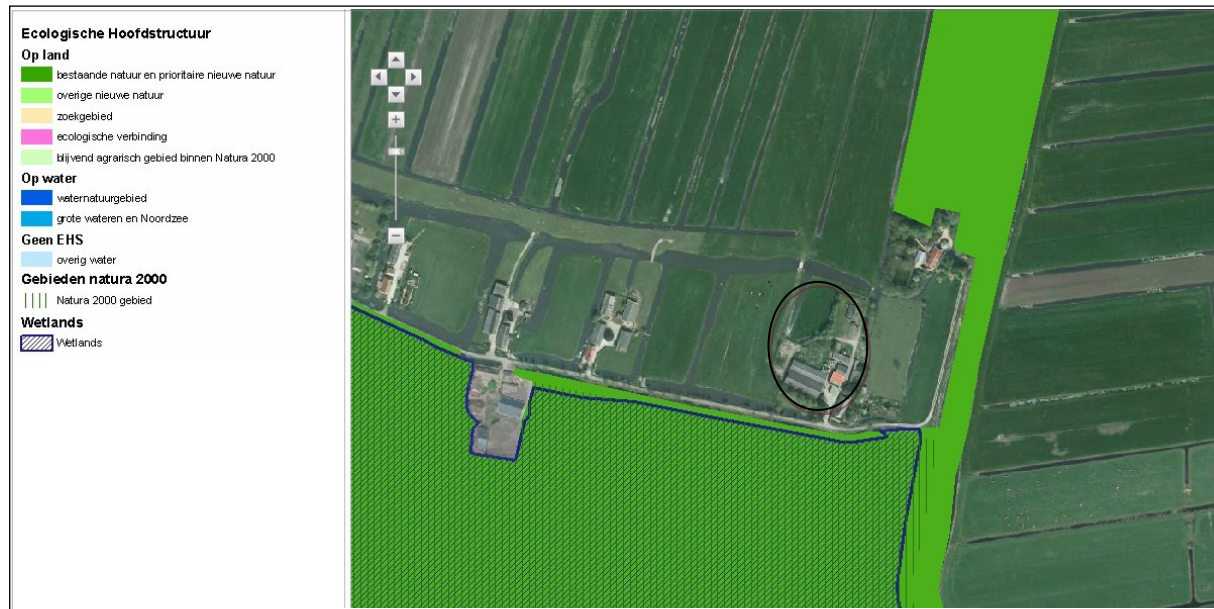 Ecologische Hoofdstructuur
Op land
bestaande natuur en prioritaire nieuwe natuur
overige nieuwe natuur
zoekgebied
ecologische verbinding
blijvend agrarisch gebied binnen Natura 2000
Op water
waternatuurgebied
grote wateren en Noordzee
Geen EHS
overig water
Gebieden natura 2000
Natura 2000 gebied
Wetlands
Wetlands